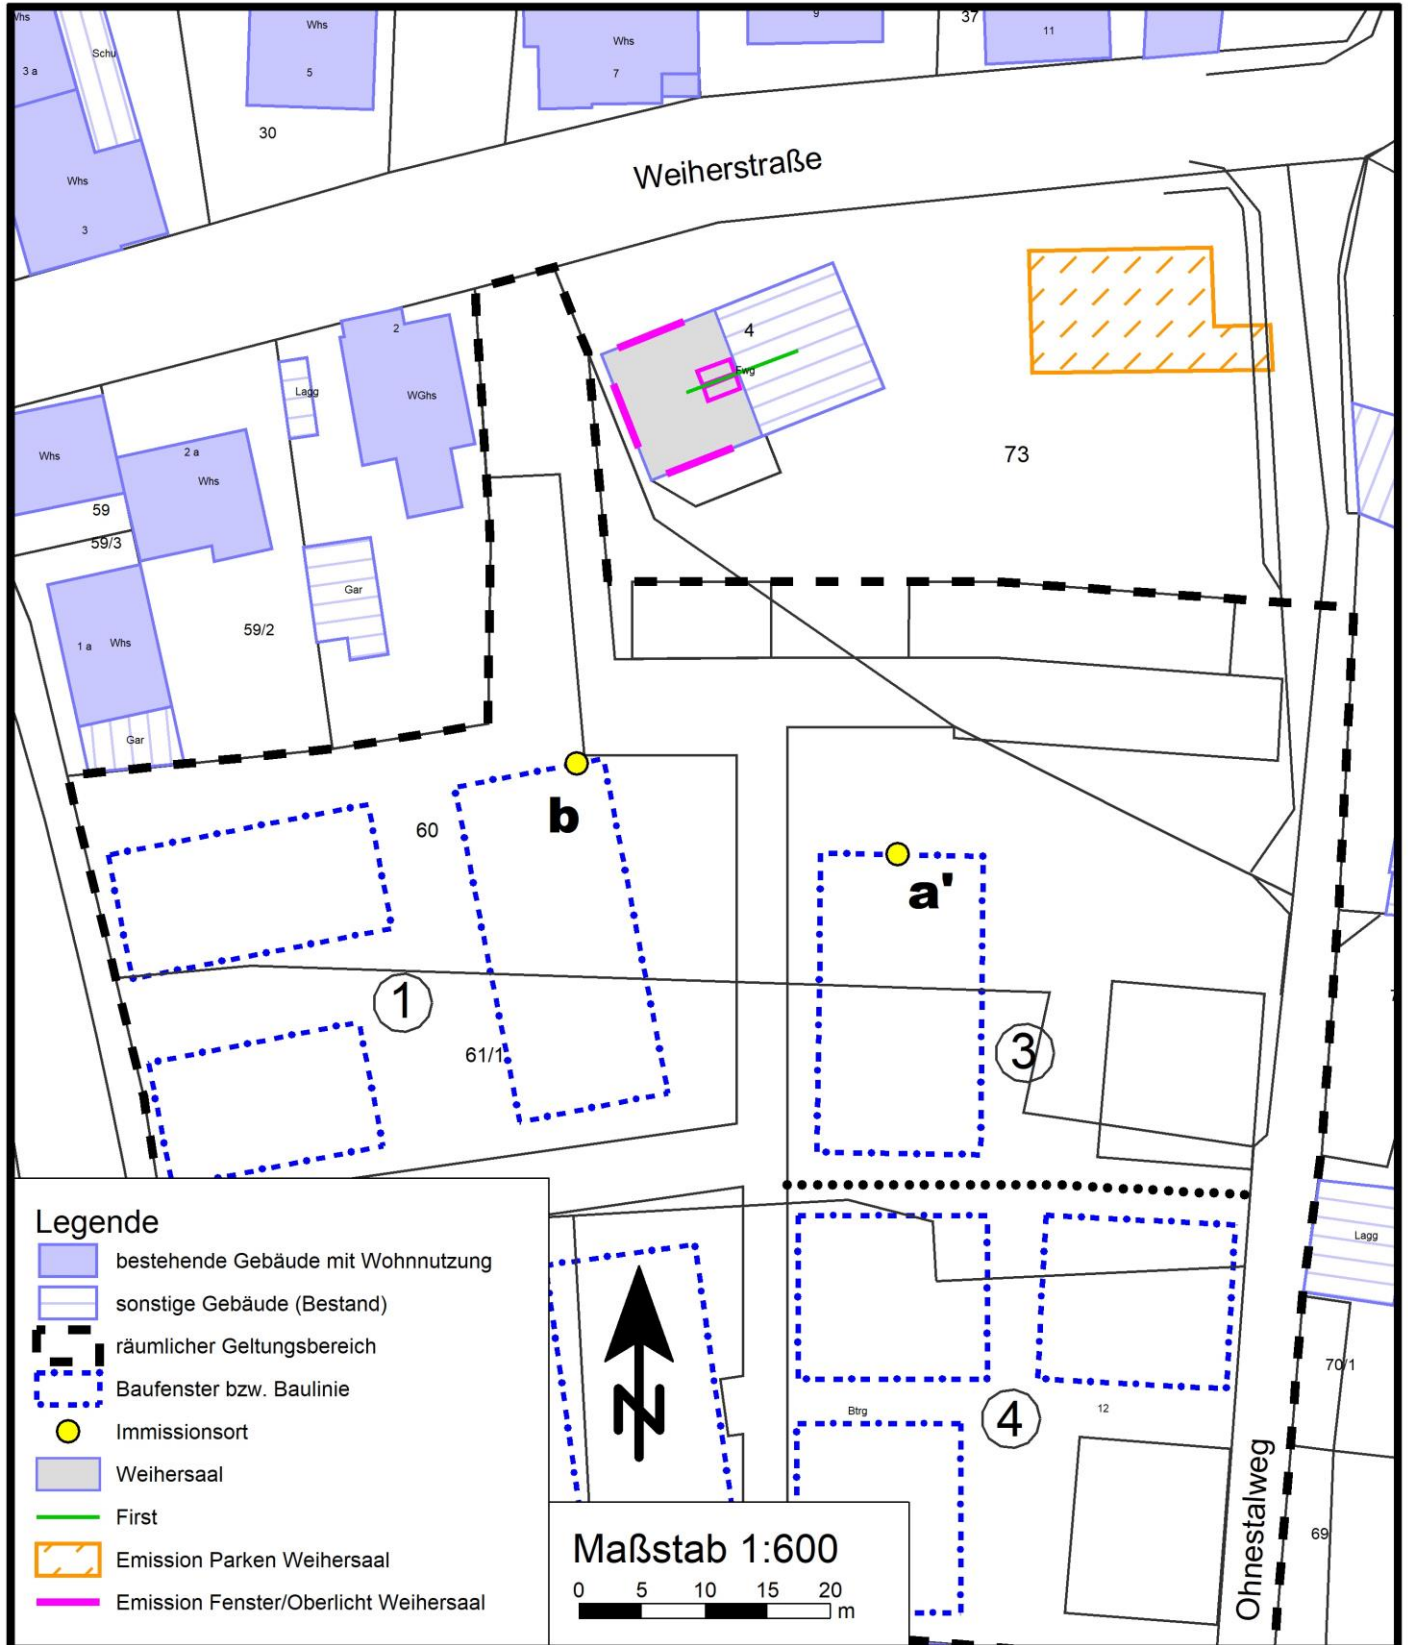 Whs
3 a
Schu
Whs
5
Whs
7
9
37
11
30
Whs
3
Weiherstraße
2
WGhs
Lagg
4
Fwg
73
Whs
2 a
Whs
59
59/3
Gar
59/2
1 a
Whs
Gar
60
b
a'
1
61/1
3
Lagg
70/1
Btrg
12
4
69
Ohnestalweg
N
Legende
bestehende Gebäude mit Wohnnutzung
sonstige Gebäude (Bestand)
räumlicher Geltungsbereich
Baufenster bzw. Baulinie
Immissionsort
Weihersaal
First
Emission Parken Weihersaal
Emission Fenster/Oberlicht Weihersaal
Maßstab 1:600
0 5 10 15 20 m